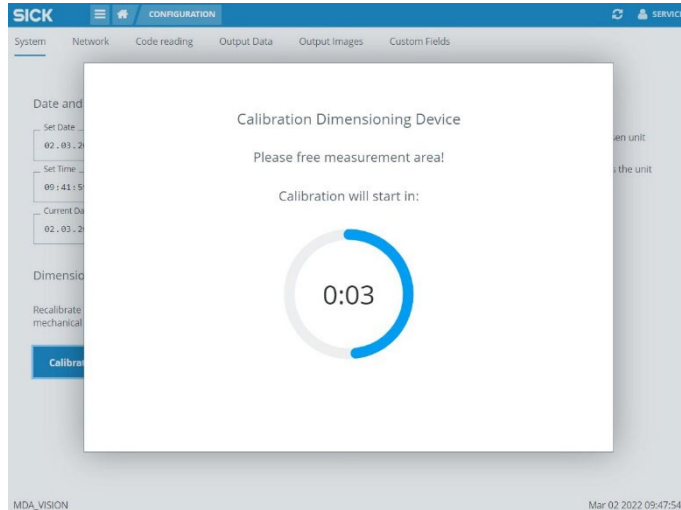 SICK
CONFIGURATION
SERVICE
System Network Code reading Output Data Output Images Custom Fields
Date and
Set Date
02.03.2
Set Time
09:41:5
Current Da
02.03.2
Dimensio
Recalibrate
mechanical
Calibra
Calibration Dimensioning Device
Please free measurement area!
Calibration will start in:
0:03
en unit
the unit
MDA_VISION
Mar 02 2022 09:47:54